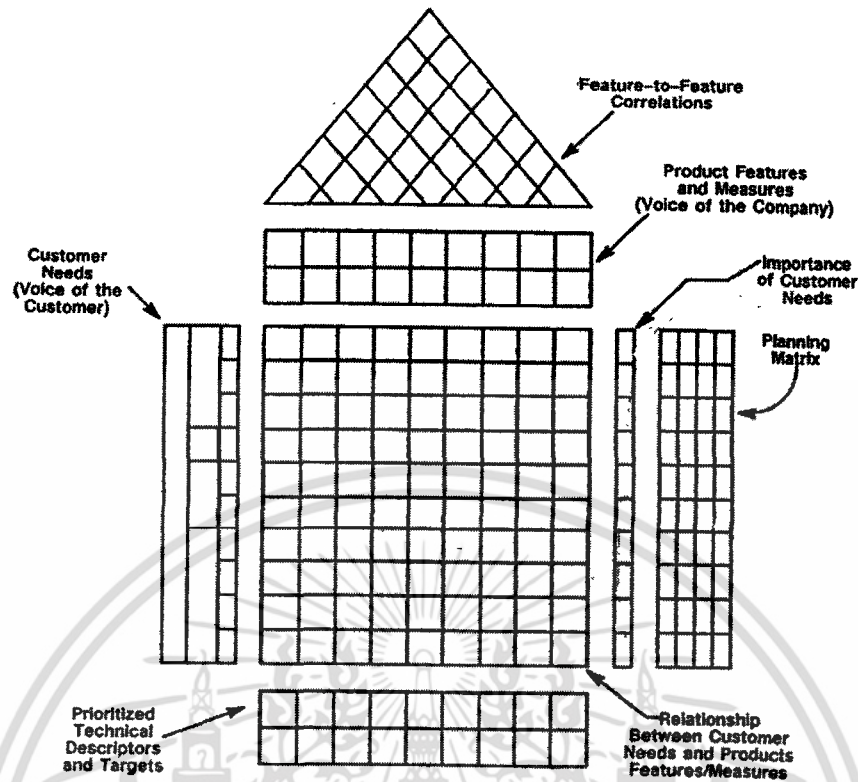 Feature-to-Feature
Correlations
Product Features
and Measures
(Voice of the Company)
Customer
Needs
(Voice of the
Customer)
Importance
of Customer
Needs
Planning
Matrix
Prioritized
Technical
Descriptors
and Targets
Relationship
Between Customer
Needs and Products
Features/Measures